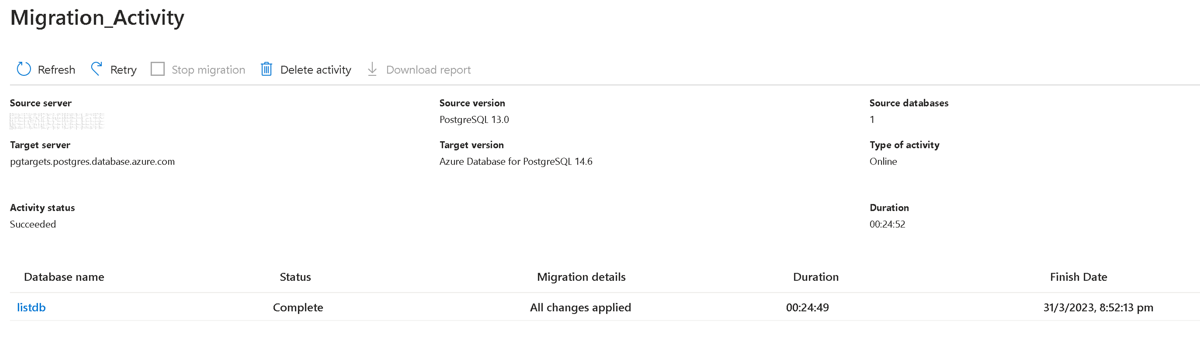 Migration_Activity
Refresh Retry Stop migration Delete activity Download report
Source server Source version Source databases
PostgreSQL 13.0 1
Target server Target version Type of activity
pgtargets.postgres.database.azure.com Azure Database for PostgreSQL 14.6 Online
Activity status Duration
Succeeded 00:24:52
Database name Status Migration details Duration Finish Date
listdb Complete All changes applied 00:24:49 31/3/2023, 8:52:13 pm